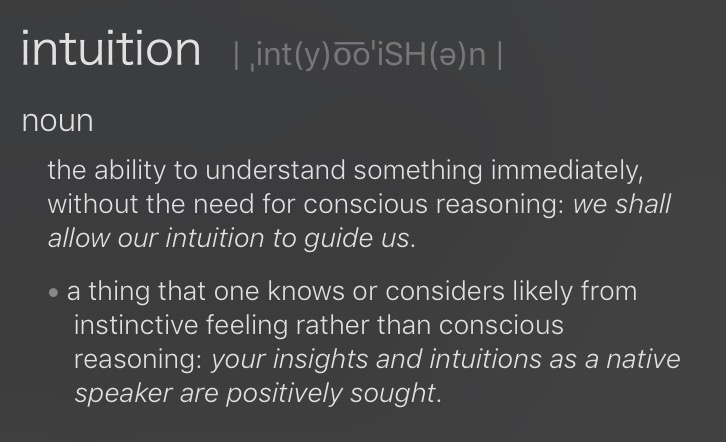 intuition | ˌint(y)o͞oˈiSH(ə)n |
noun
the ability to understand something immediately,
without the need for conscious reasoning: we shall
allow our intuition to guide us.
• a thing that one knows or considers likely from
instinctive feeling rather than conscious
reasoning: your insights and intuitions as a native
speaker are positively sought.